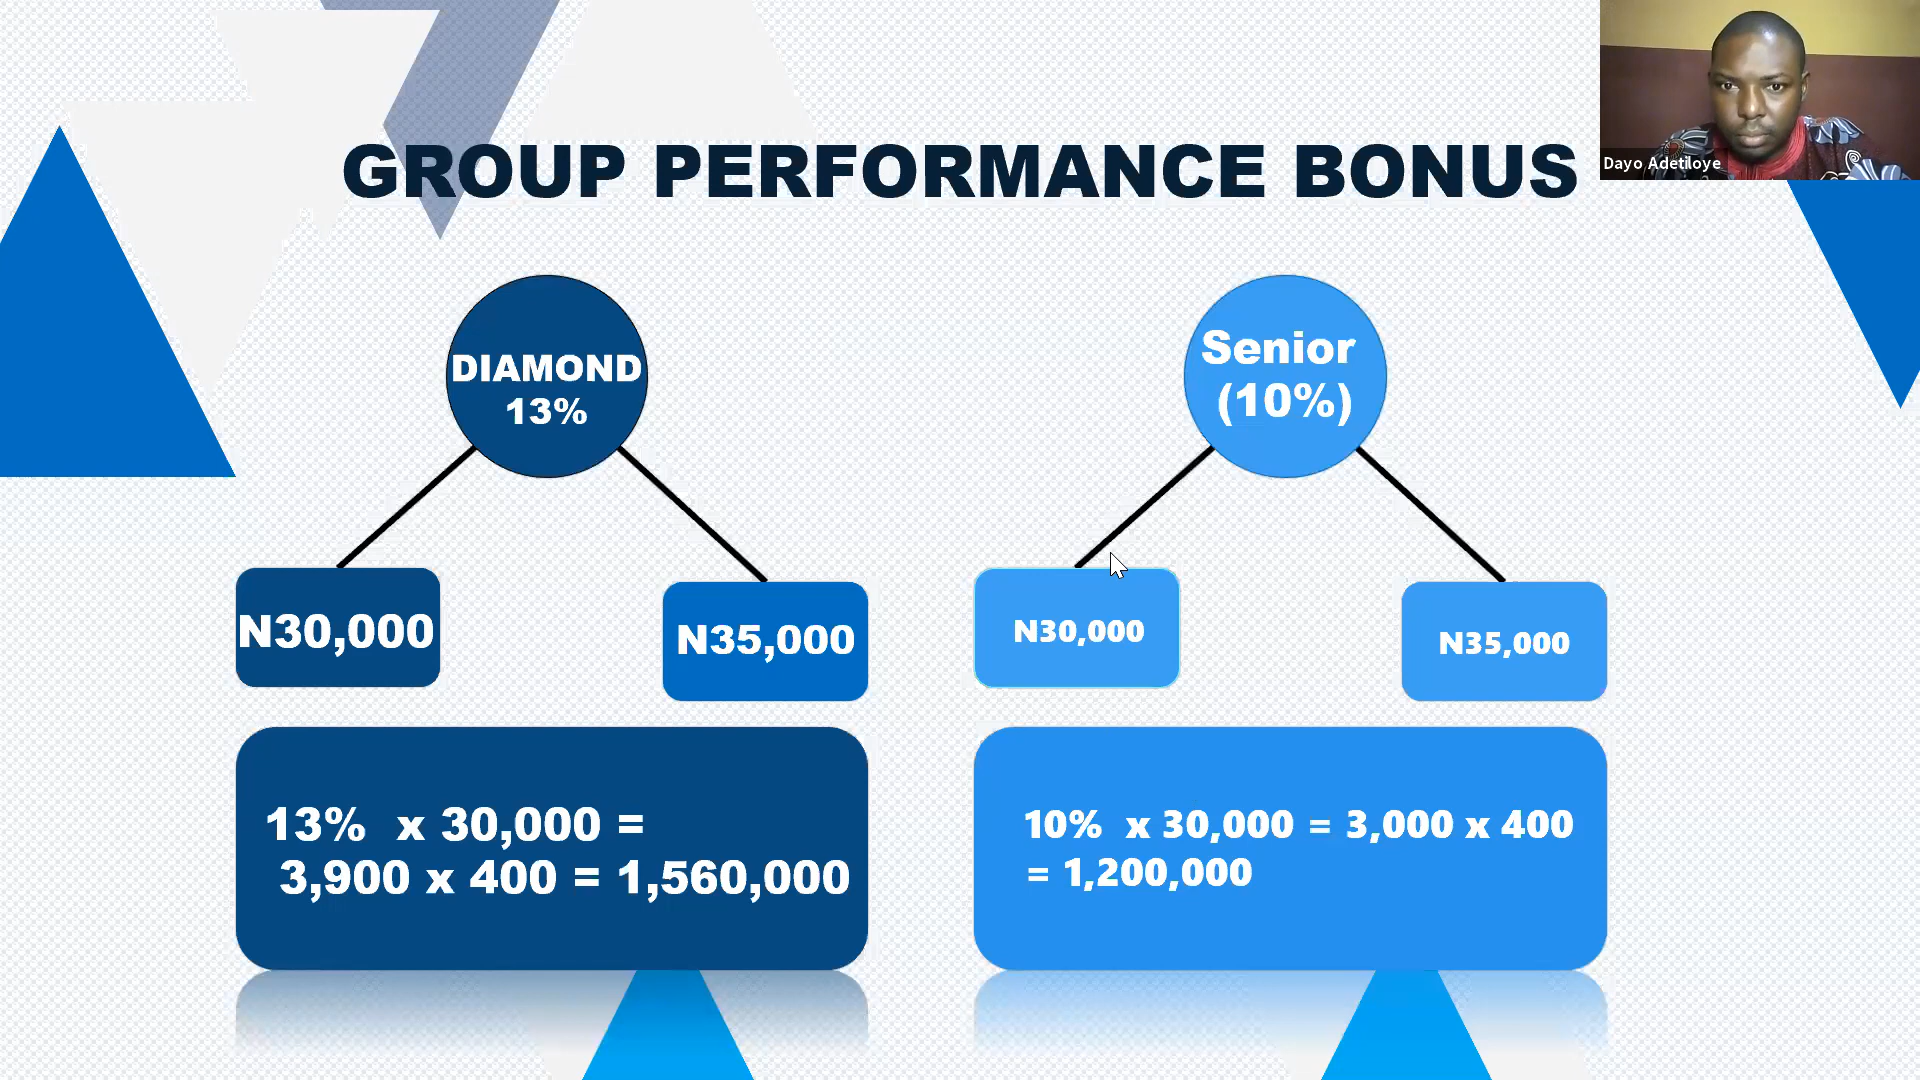 GROUP PERFORMANCE BONUS
Dayo Adetiloye
DIAMOND
13%
N30,000
N35,000
13%  x 30,000 =
3,900 x 400 = 1,560,000
Senior
(10%)
N30,000
N35,000
10%  x 30,000 = 3,000 x 400
= 1,200,000